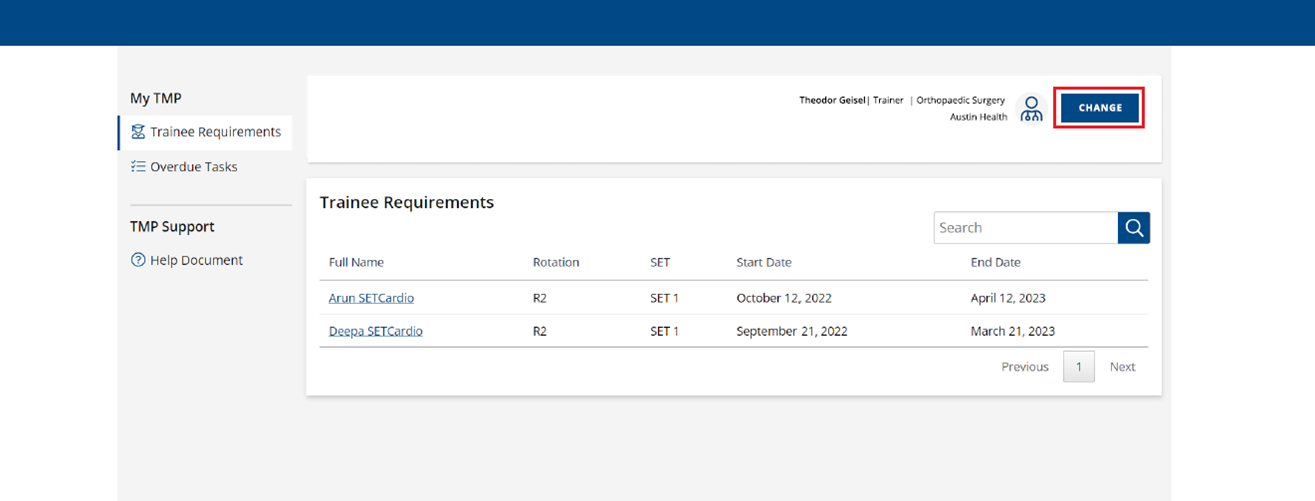 My TMP
Trainee Requirements
Overdue Tasks
TMP Support
Help Document
Theodor Geisel| Trainer | Orthopaedic Surgery
Austin Health
CHANGE
Trainee Requirements
Search
Full Name Rotation SET Start Date End Date
Arun SETCardio R2 SET 1 October 12, 2022 April 12, 2023
Deepa SETCardio R2 SET 1 September 21, 2022 March 21, 2023
Previous 1 Next